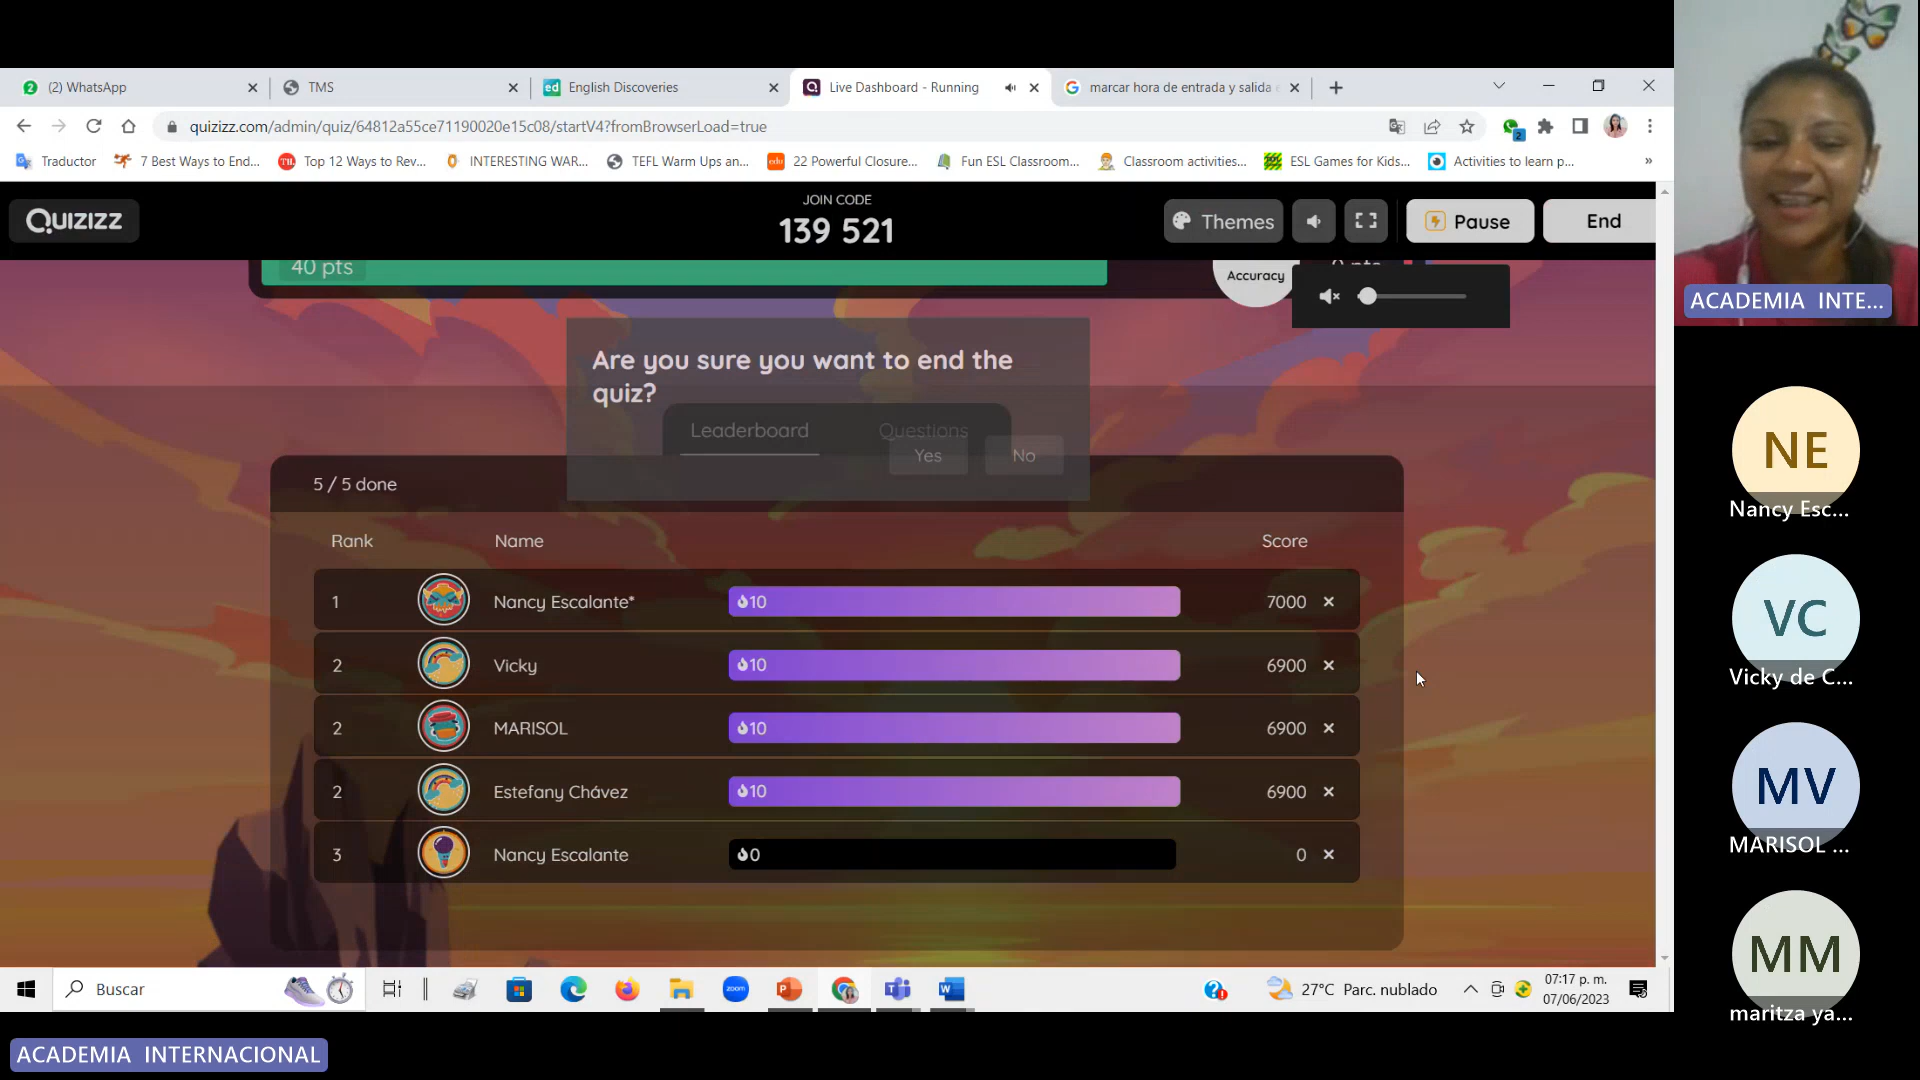 (2) WhatsApp
TMS
English Discoveries
Live Dashboard - Running
marcar hora de entrada y salida e
quizizz.com/admin/quiz/64812a55ce71190020e15c08/startV4?fromBrowserLoad=true
2
Traductor
7 Best Ways to End...
Top 12 Ways to Rev...
INTERESTING WAR...
TEFL Warm Ups an...
22 Powerful Closure...
Fun ESL Classroom...
Classroom activities...
ESL Games for Kids...
Activities to learn p...
Quizizz
JOIN CODE
139 521
Themes
Pause
End
40 pts
Accuracy
0 pts
Are you sure you want to end the
quiz?
Leaderboard
Questions
Yes
No
5 / 5 done
Rank
Name
Score
1
Nancy Escalante*
10
7000
2
Vicky
10
6900
2
MARISOL
10
6900
2
Estefany Chávez
10
6900
3
Nancy Escalante
0
0
Buscar
zoom
27°C Parc. nublado
07:17 p. m.
07/06/2023
ACADEMIA INTERNACIONAL
ACADEMIA INTE...
NE
Nancy Esc...
VC
Vicky de C...
MV
MARISOL ...
MM
maritza ya...